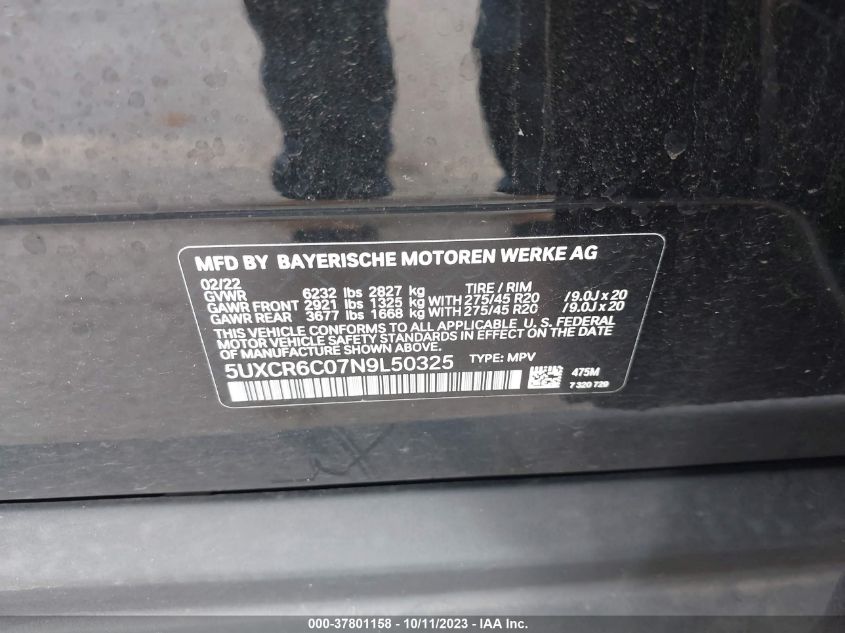 MFD BY BAYERISCHE MOTOREN WERKE AG
02/22 TIRE / RIM
GVWR 6232 lbs 2827 kg
GAWR FRONT 2921 lbs 1325 kg WITH 275/45 R20 / 9.0J x 20
GAWR REAR 3677 lbs 1668 kg WITH 275/45 R20 / 9.0J x 20
THIS VEHICLE CONFORMS TO ALL APPLICABLE U. S. FEDERAL
MOTOR VEHICLE SAFETY STANDARDS IN EFFECT ON THE DATE
OF MANUFACTURE SHOWN ABOVE.
5UXCR6C07N9L50325 TYPE: MPV
475M
7 320 729
000-37801158 - 10/11/2023 - IAA Inc.